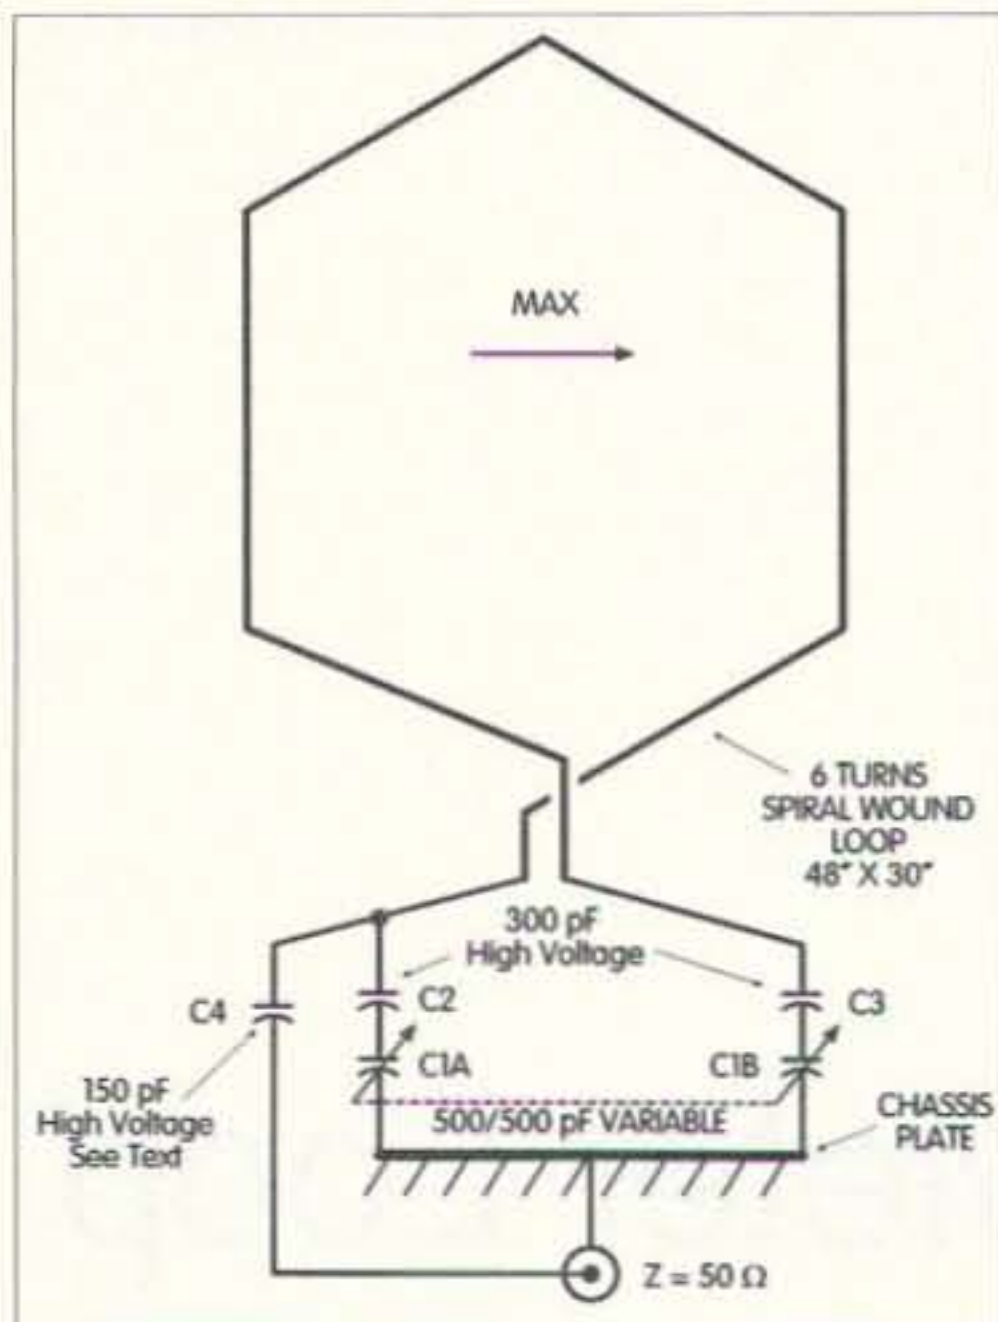 MAX
6 TURNS
SPIRAL WOUND
LOOP
48" X 30"
300 pF
High Voltage
C4
C2
C3
C1A
C1B
150 pF
High Voltage
See Text
500/500 pF VARIABLE
CHASSIS
PLATE
Z = 50 Ω